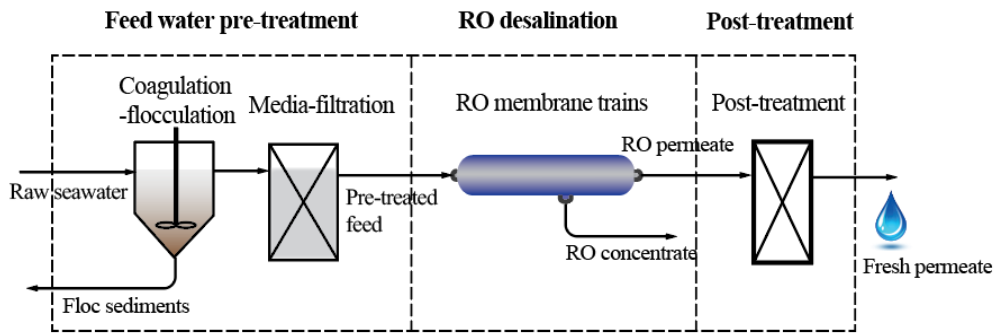 Feed water pre-treatment
RO desalination
Post-treatment
Coagulation
-flocculation
Media-filtration
RO membrane trains
Post-treatment
Raw seawater
Pre-treated
feed
RO permeate
RO concentrate
Floc sediments
Fresh permeate